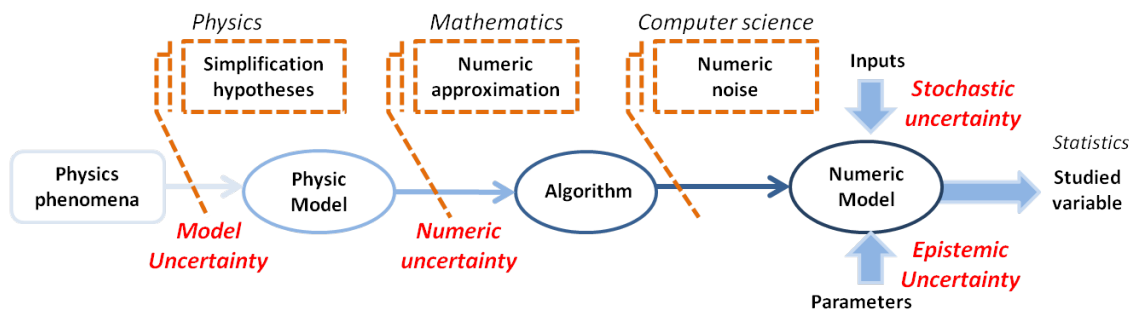 Physics
Mathematics
Computer science
Simplification
hypotheses
Numeric
approximation
Numeric
noise
Inputs
Stochastic
uncertainty
Statistics
Physics
phenomena
Physic
Model
Algorithm
Numeric
Model
Studied
variable
Model
Uncertainty
Numeric
uncertainty
Epistemic
Uncertainty
Parameters